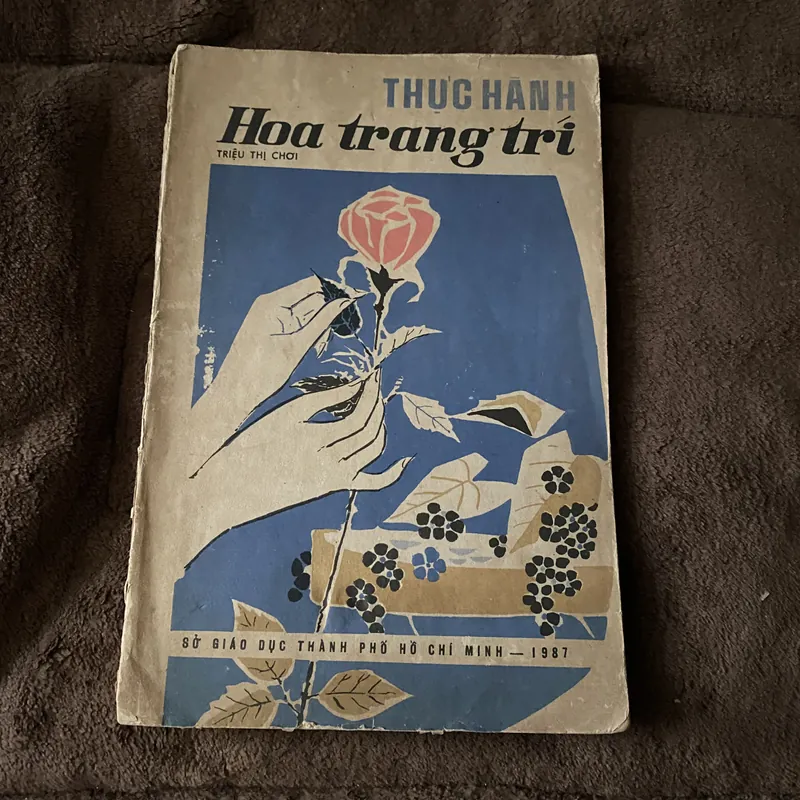 THỰC HÀNH
Hoa trang trí
TRIỆU THỊ CHƠI
SỞ GIÁO DỤC THÀNH PHỐ HỒ CHÍ MINH — 1987